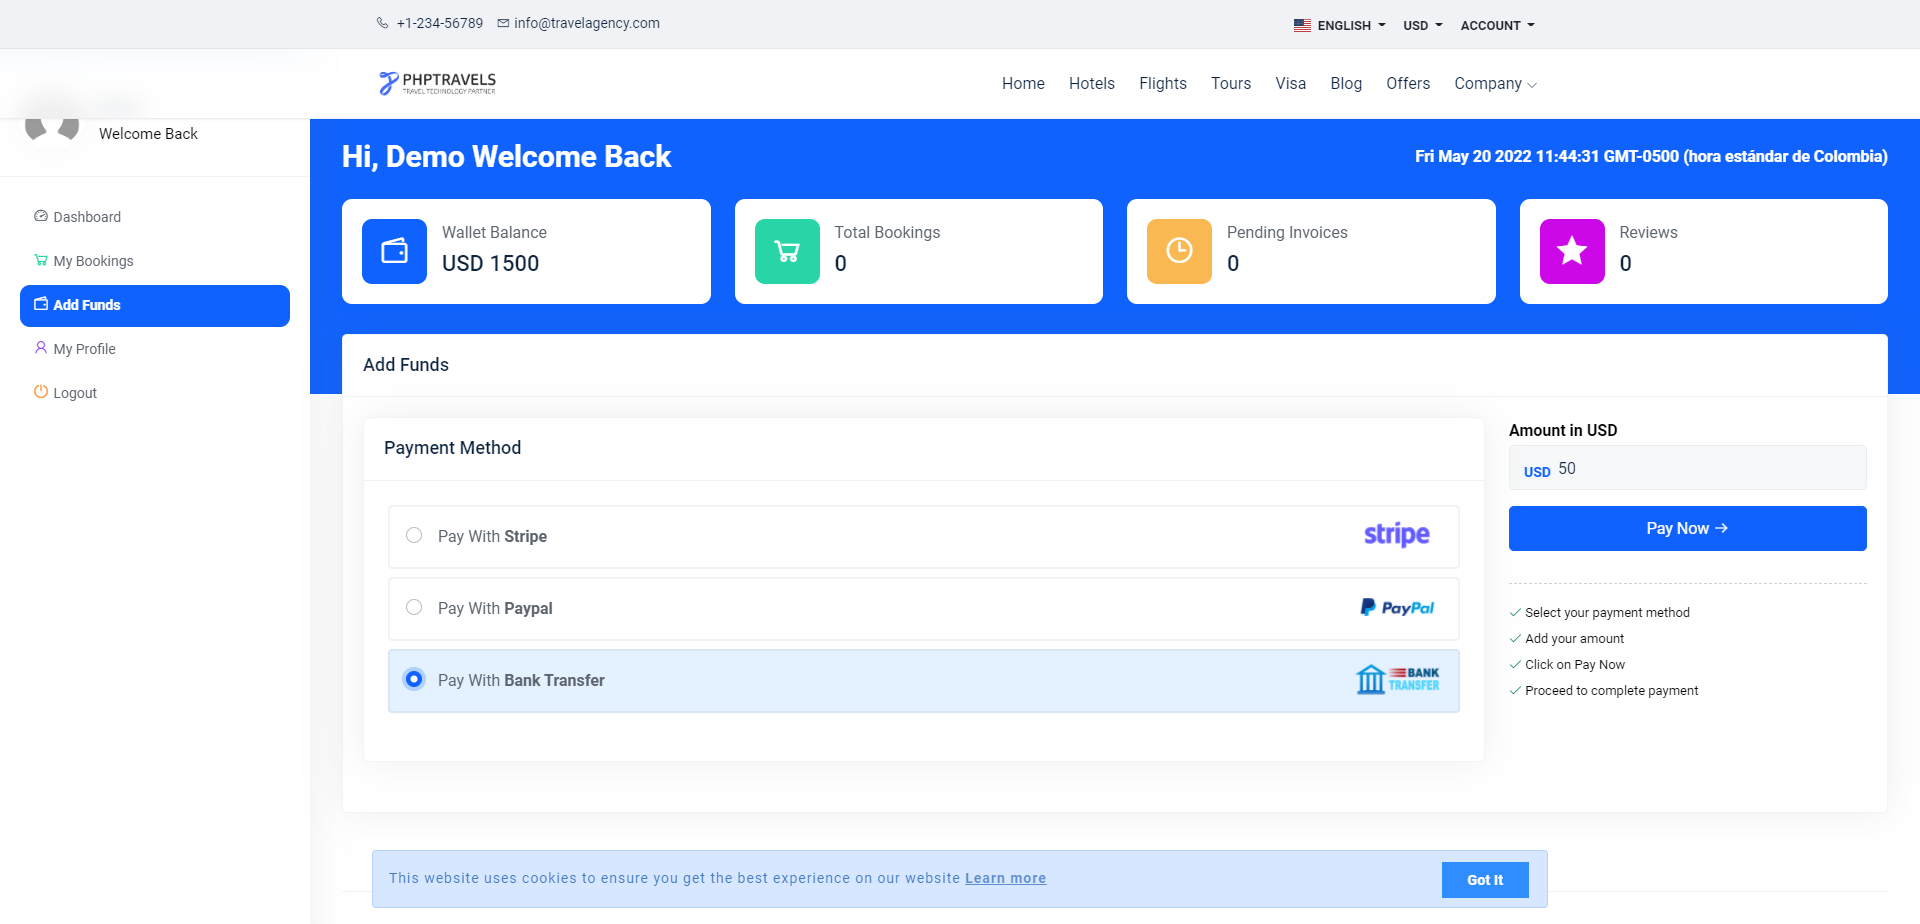 +1-234-56789 info@travelagency.com
ENGLISH USD ACCOUNT
PHPTRAVELS
TRAVEL TECHNOLOGY PARTNER
Home Hotels Flights Tours Visa Blog Offers Company
Welcome Back
Dashboard
My Bookings
Add Funds
My Profile
Logout
Hi, Demo Welcome Back
Fri May 20 2022 11:44:31 GMT-0500 (hora estándar de Colombia)
Wallet Balance
USD 1500
Total Bookings
0
Pending Invoices
0
Reviews
0
Add Funds
Payment Method
Pay With Stripe
stripe
Pay With Paypal
PayPal
Pay With Bank Transfer
BANK
TRANSFER
Amount in USD
USD 50
Pay Now
Select your payment method
Add your amount
Click on Pay Now
Proceed to complete payment
This website uses cookies to ensure you get the best experience on our website Learn more
Got It